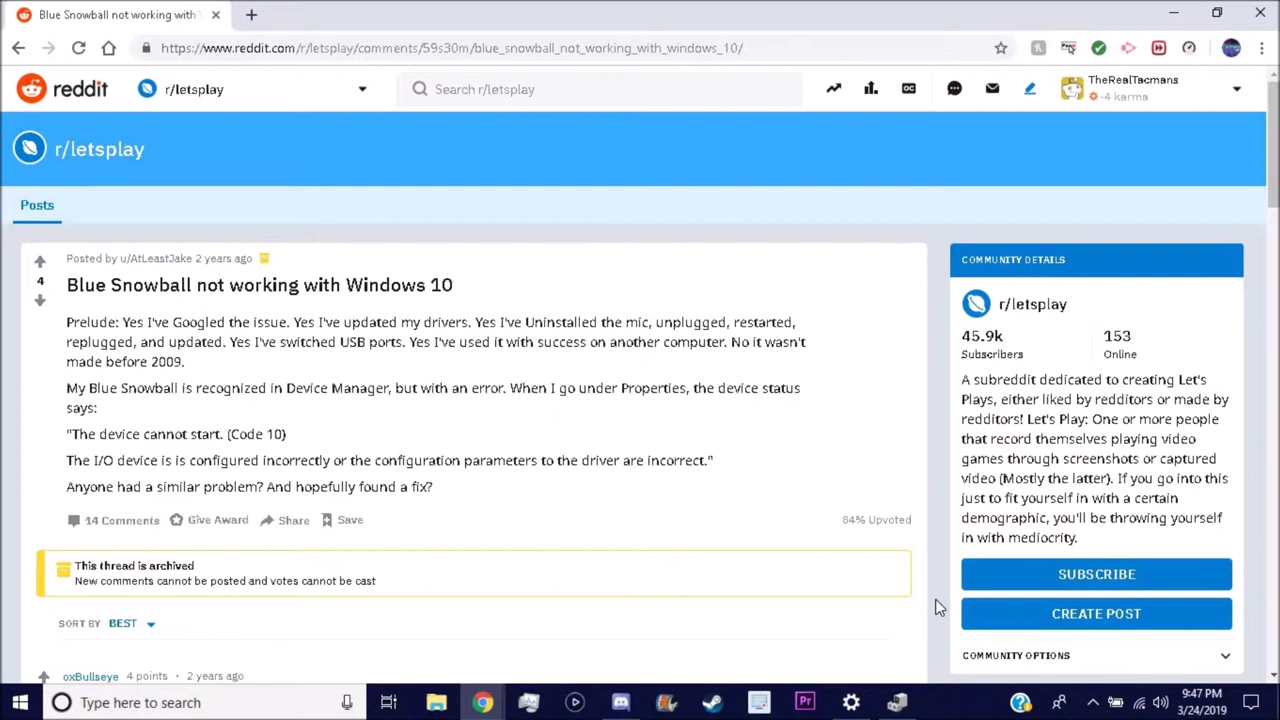 Blue Snowball not working with
https://www.reddit.com/r/letsplay/comments/59s30m/blue_snowball_not_working_with_windows_10/
reddit
r/letsplay
Search r/letsplay
TheRealTacmans
-4 karma
r/letsplay
Posts
Posted by u/AtLeastJake 2 years ago
4
Blue Snowball not working with Windows 10
Prelude: Yes I've Googled the issue. Yes I've updated my drivers. Yes I've Uninstalled the mic, unplugged, restarted,
replugged, and updated. Yes I've switched USB ports. Yes I've used it with success on another computer. No it wasn't
made before 2009.
My Blue Snowball is recognized in Device Manager, but with an error. When I go under Properties, the device status
says:
"The device cannot start. (Code 10)
The I/O device is is configured incorrectly or the configuration parameters to the driver are incorrect."
Anyone had a similar problem? And hopefully found a fix?
14 Comments Give Award Share Save
84% Upvoted
This thread is archived
New comments cannot be posted and votes cannot be cast
SORT BY BEST
oxBullseye 4 points · 2 years ago
COMMUNITY DETAILS
r/letsplay
45.9k 153
Subscribers Online
A subreddit dedicated to creating Let's
Plays, either liked by redditors or made by
redditors! Let's Play: One or more people
that record themselves playing video
games through screenshots or captured
video (Mostly the latter). If you go into this
just to fit yourself in with a certain
demographic, you'll be throwing yourself
in with mediocrity.
SUBSCRIBE
CREATE POST
COMMUNITY OPTIONS
Type here to search
Pr
9:47 PM
3/24/2019